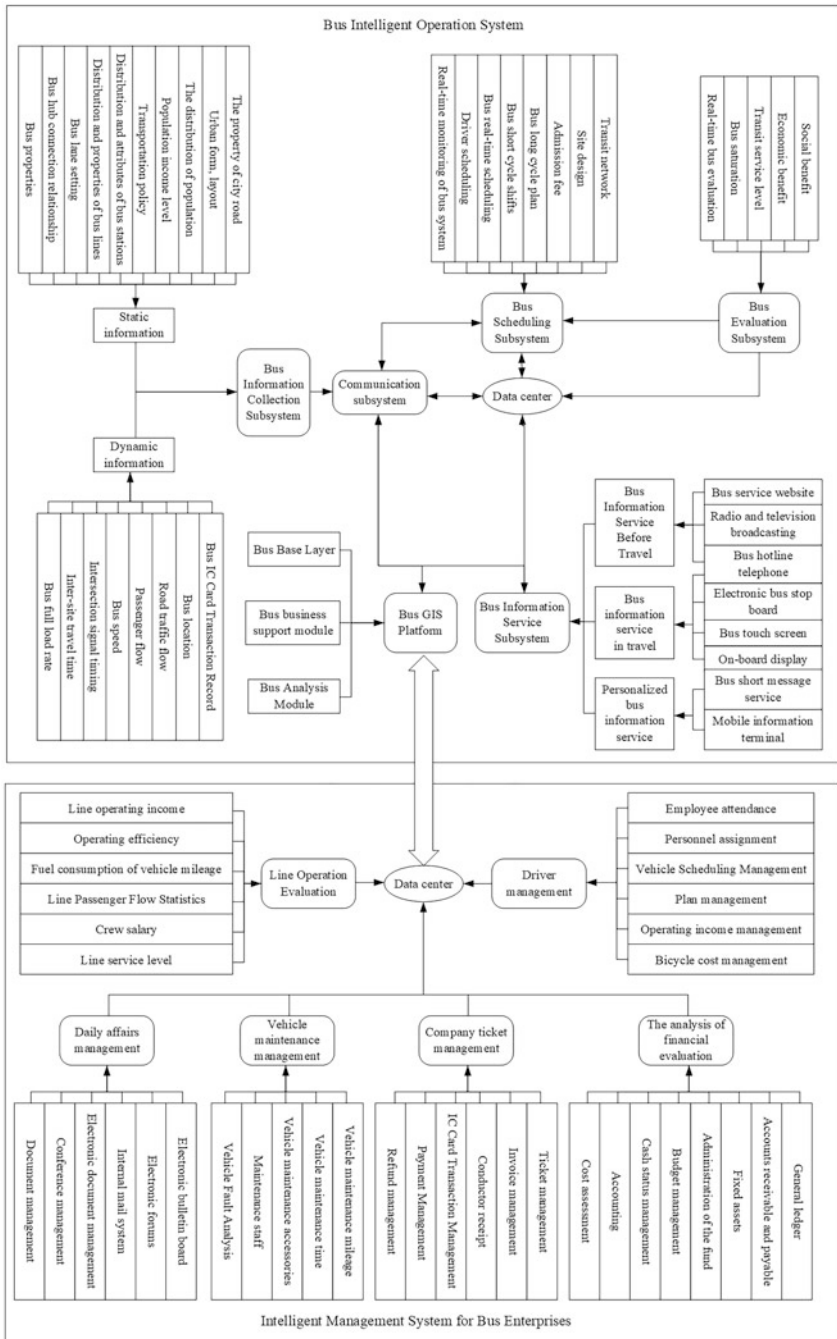 Bus Intelligent Operation System
Bus properties
Bus hub connection relationship
Bus lane setting
Distribution and properties of bus lines
Distribution and attributes of bus stations
Transportation policy
Population income level
The distribution of population
Urban form, layout
The property of city road
Real-time monitoring of bus system
Driver scheduling
Bus real-time scheduling
Bus short cycle shifts
Bus long cycle plan
Admission fee
Site design
Transit network
Real-time bus evaluation
Bus saturation
Transit service level
Economic benefit
Social benefit
Static
information
Bus
Scheduling
Subsystem
Bus
Evaluation
Subsystem
Bus
Information
Collection
Subsystem
Communication
subsystem
Data center
Dynamic
information
Bus full load rate
Inter-site travel time
Intersection signal timing
Bus speed
Passenger flow
Road traffic flow
Bus location
Bus IC Card Transaction Record
Bus Base Layer
Bus business
support module
Bus Analysis
Module
Bus GIS
Platform
Bus Information
Service Subsystem
Bus
Information
Service
Before
Travel
Bus
information
service
in travel
Personalized
bus
information
service
Bus service website
Radio and television
broadcasting
Bus hotline
telephone
Electronic bus stop
board
Bus touch screen
On-board display
Bus short message
service
Mobile information
terminal
Line operating income
Operating efficiency
Fuel consumption of vehicle mileage
Line Passenger Flow Statistics
Crew salary
Line service level
Line Operation
Evaluation
Data center
Driver
management
Employee attendance
Personnel assignment
Vehicle Scheduling Management
Plan management
Operating income management
Bicycle cost management
Daily affairs
management
Vehicle
maintenance
management
Company ticket
management
The analysis of
financial
evaluation
Document management
Conference management
Electronic document management
Internal mail system
Electronic forums
Electronic bulletin board
Vehicle Fault Analysis
Maintenance staff
Vehicle maintenance accessories
Vehicle maintenance time
Vehicle maintenance mileage
Refund management
Payment Management
IC Card Transaction Management
Conductor receipt
Invoice management
Ticket management
Cost assessment
Accounting
Cash status management
Budget management
Administration of the fund
Fixed assets
Accounts receivable and payable
General ledger
Intelligent Management System for Bus Enterprises